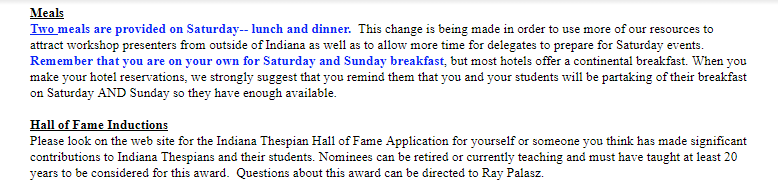 Meals
Two meals are provided on Saturday-- lunch and dinner.  This change is being made in order to use more of our resources to
attract workshop presenters from outside of Indiana as well as to allow more time for delegates to prepare for Saturday events.
Remember that you are on your own for Saturday and Sunday breakfast, but most hotels offer a continental breakfast. When you
make your hotel reservations, we strongly suggest that you remind them that you and your students will be partaking of their breakfast
on Saturday AND Sunday so they have enough available.
Hall of Fame Inductions
Please look on the web site for the Indiana Thespian Hall of Fame Application for yourself or someone you think has made significant
contributions to Indiana Thespians and their students. Nominees can be retired or currently teaching and must have taught at least 20
years to be considered for this award.  Questions about this award can be directed to Ray Palasz.